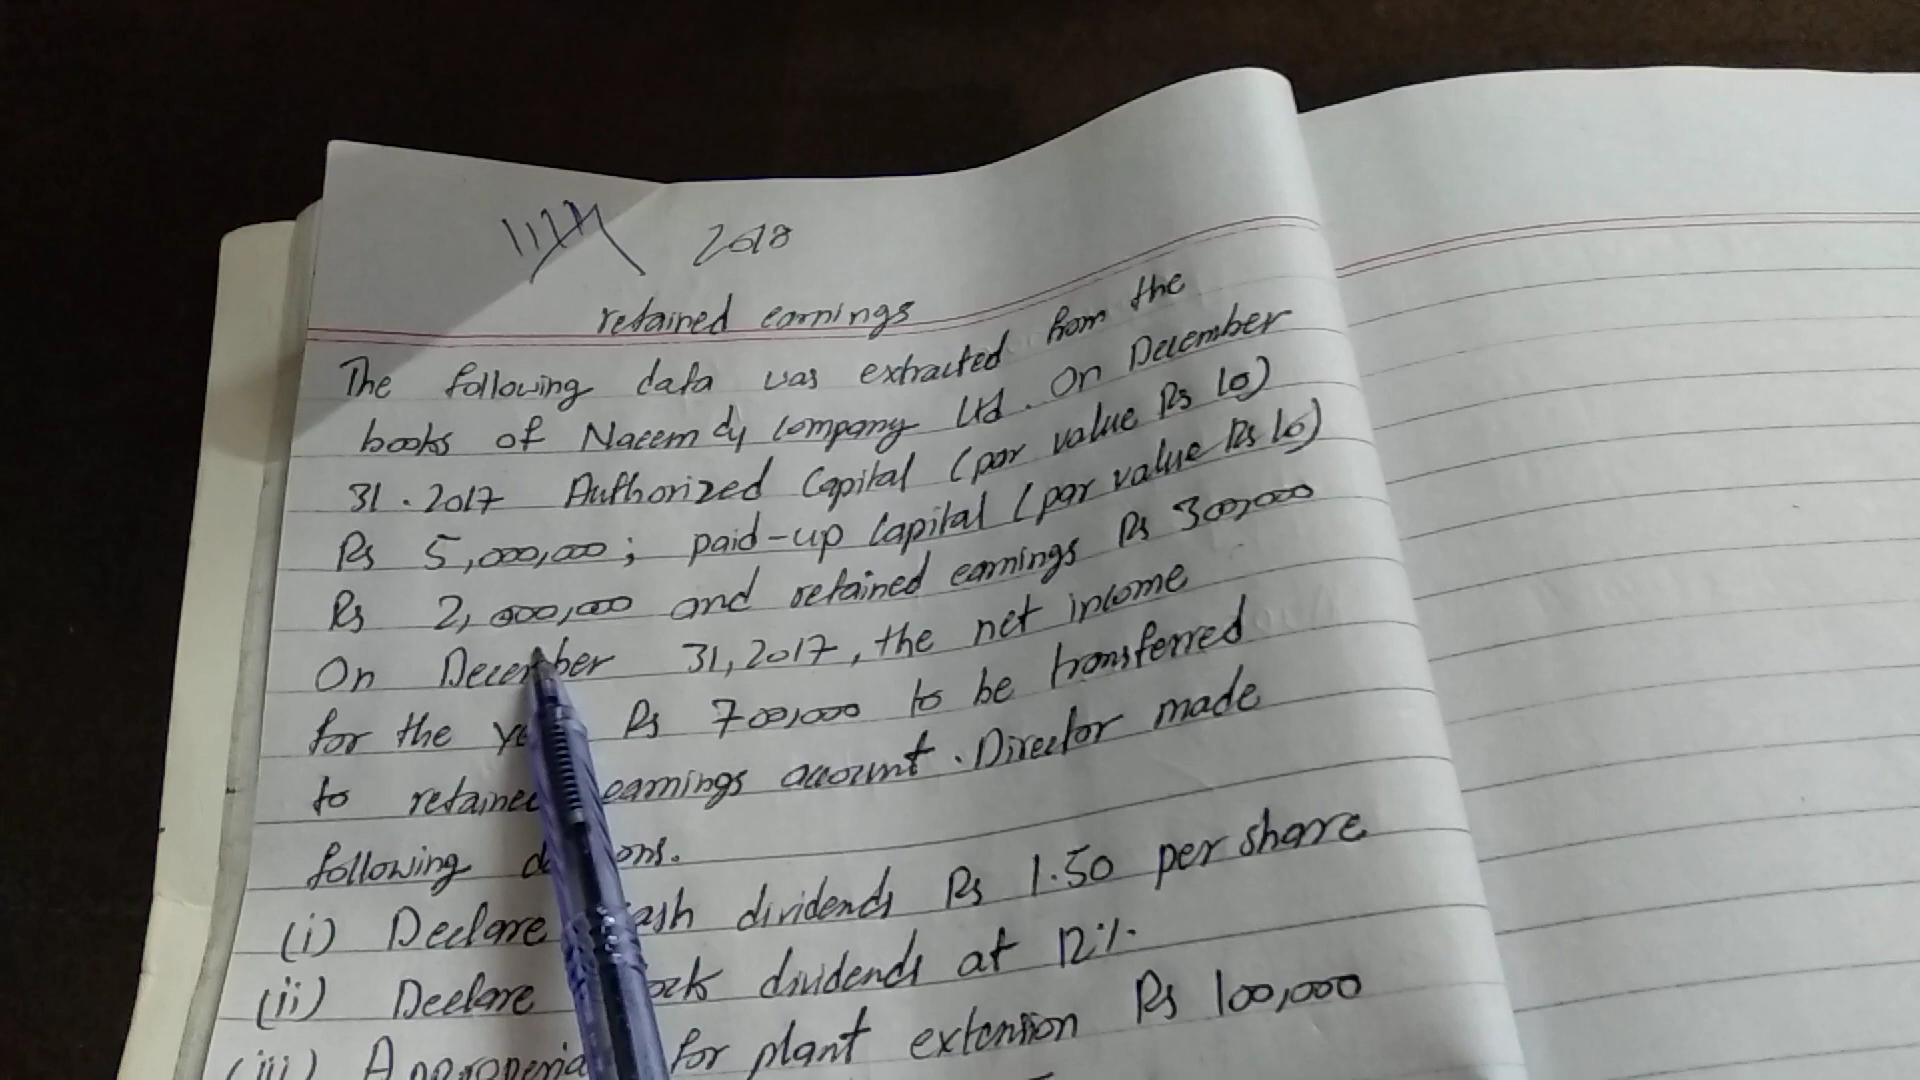 2018
retained earnings
The following data was extracted from the
books of Naeem dy company Ltd. On December
31.2017 Authorized Capital (par value Rs 10)
Rs 5,000,000; paid-up capital (par value Rs 10)
Rs 2,000,000 and retained earnings Rs 300,000
On December 31, 2017, the net income
for the Rs 700,000 to be transferred
to retained earnings account. Director made
following
(i) Declare cash dividends Rs 1.50 per share
(ii) Declare dividends at 12%.
(iii) for plant extension Rs 100,000